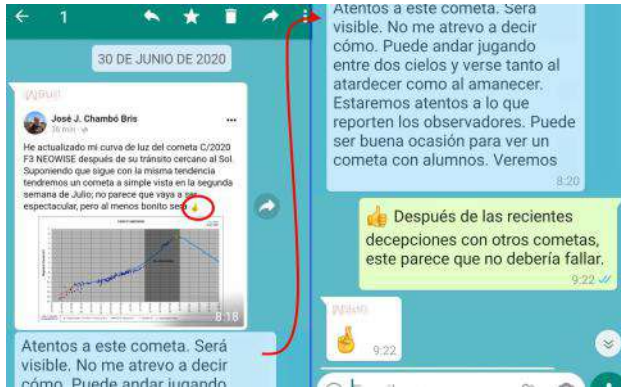 1
30 DE JUNIO DE 2020
José J. Chambó Bris
36 min
He actualizado mi curva de luz del cometa C/2020
F3 NEOWISE después de su tránsito cercano al Sol.
Suponiendo que sigue con la misma tendencia
tendremos un cometa a simple vista en la segunda
semana de Julio; no parece que vaya a ser
espectacular, pero al menos bonito será
8:18
Atentos a este cometa. Será
visible. No me atrevo a decir
cómo. Puede andar jugando
Atentos a este cometa. Será
visible. No me atrevo a decir
cómo. Puede andar jugando
entre dos cielos y verse tanto al
atardecer como al amanecer.
Estaremos atentos a lo que
reporten los observadores. Puede
ser buena ocasión para ver un
cometa con alumnos. Veremos
8:20
👍 Después de las recientes
decepciones con otros cometas,
este parece que no debería fallar.
9:22
🤞 9:22